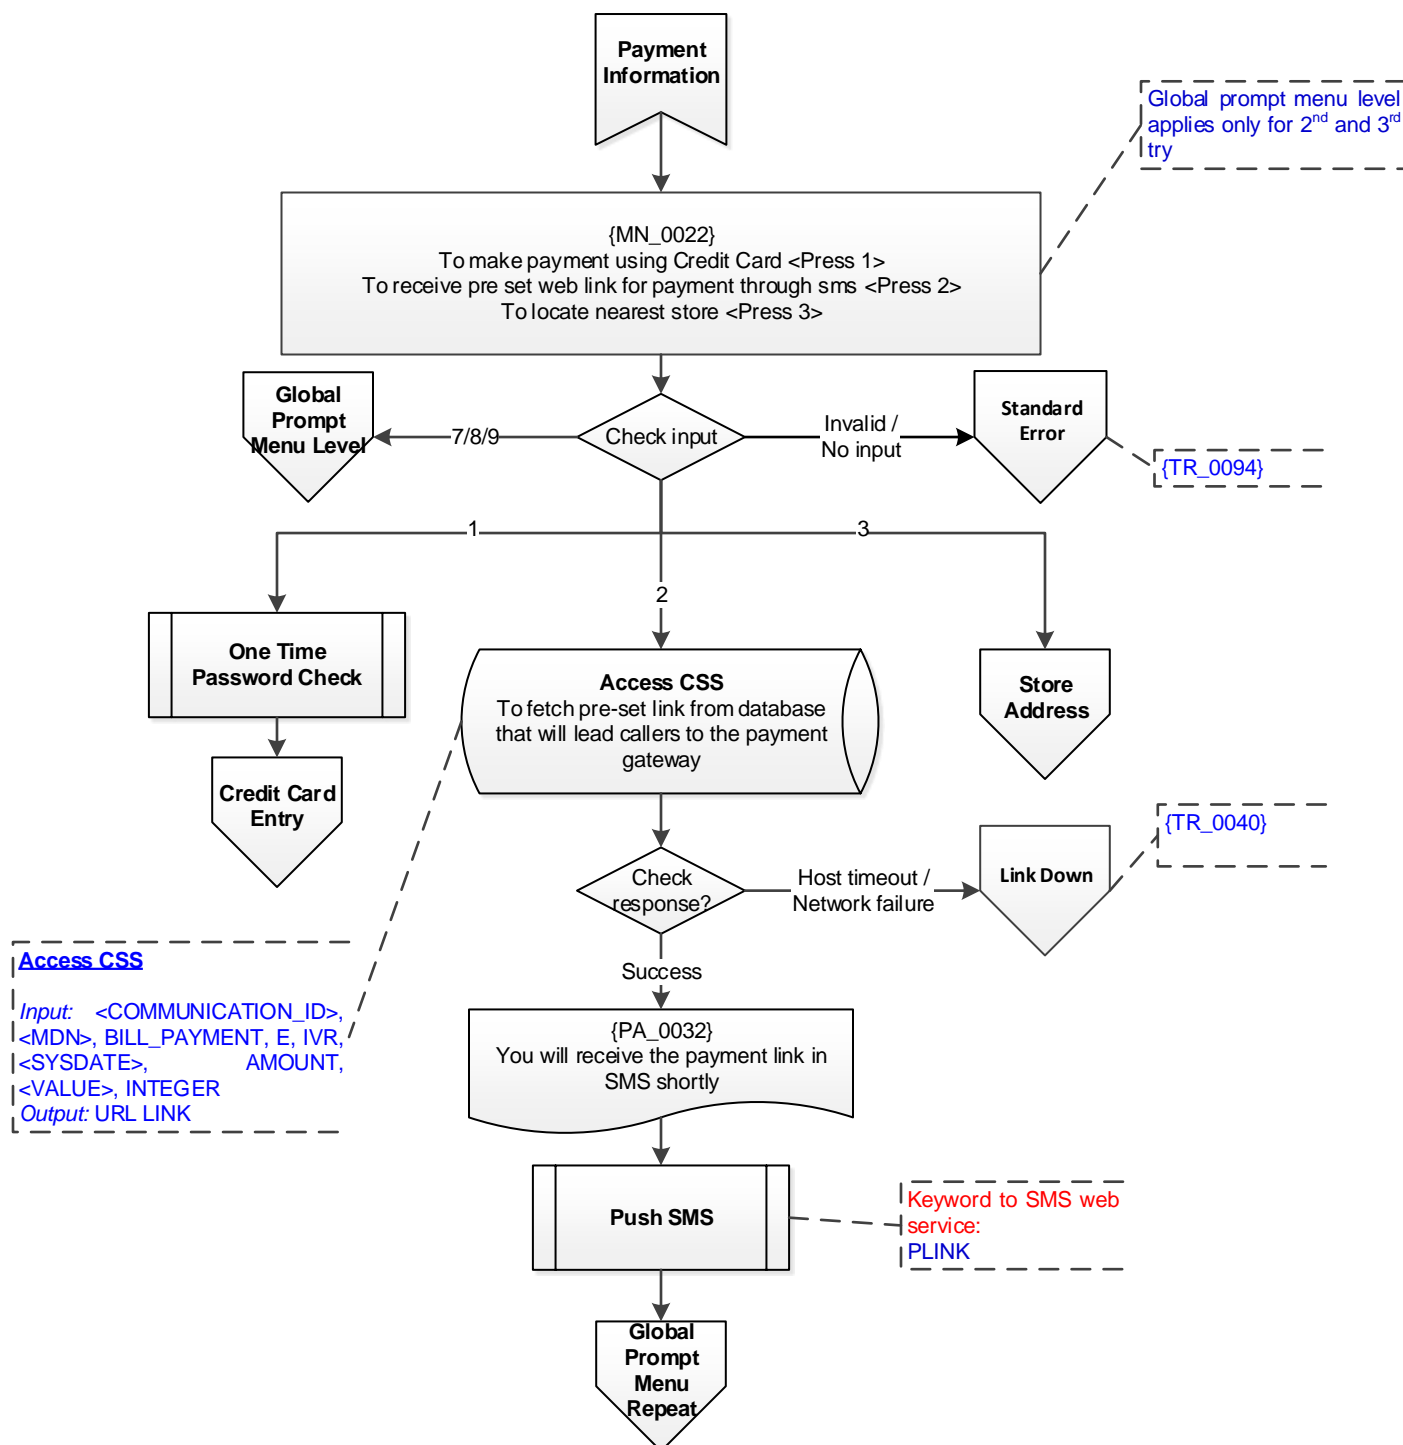 Payment
Information
Global prompt menu level
applies only for 2nd and 3rd
try
{MN_0022}
To make payment using Credit Card <Press 1>
To receive pre set web link for payment through sms <Press 2>
To locate nearest store <Press 3>
Global
Prompt
Menu Level
7/8/9
Check input
Invalid /
No input
Standard
Error
{TR_0094}
1
3
2
One Time
Password Check
Access CSS
To fetch pre-set link from database
that will lead callers to the payment
gateway
Store
Address
Credit Card
Entry
{TR_0040}
Check
response?
Host timeout /
Network failure
Link Down
Access CSS
Input: <COMMUNICATION_ID>,
<MDN>, BILL_PAYMENT, E, IVR,
<SYSDATE>, AMOUNT,
<VALUE>, INTEGER
Output: URL LINK
Success
{PA_0032}
You will receive the payment link in
SMS shortly
Push SMS
Keyword to SMS web
service:
PLINK
Global
Prompt
Menu
Repeat